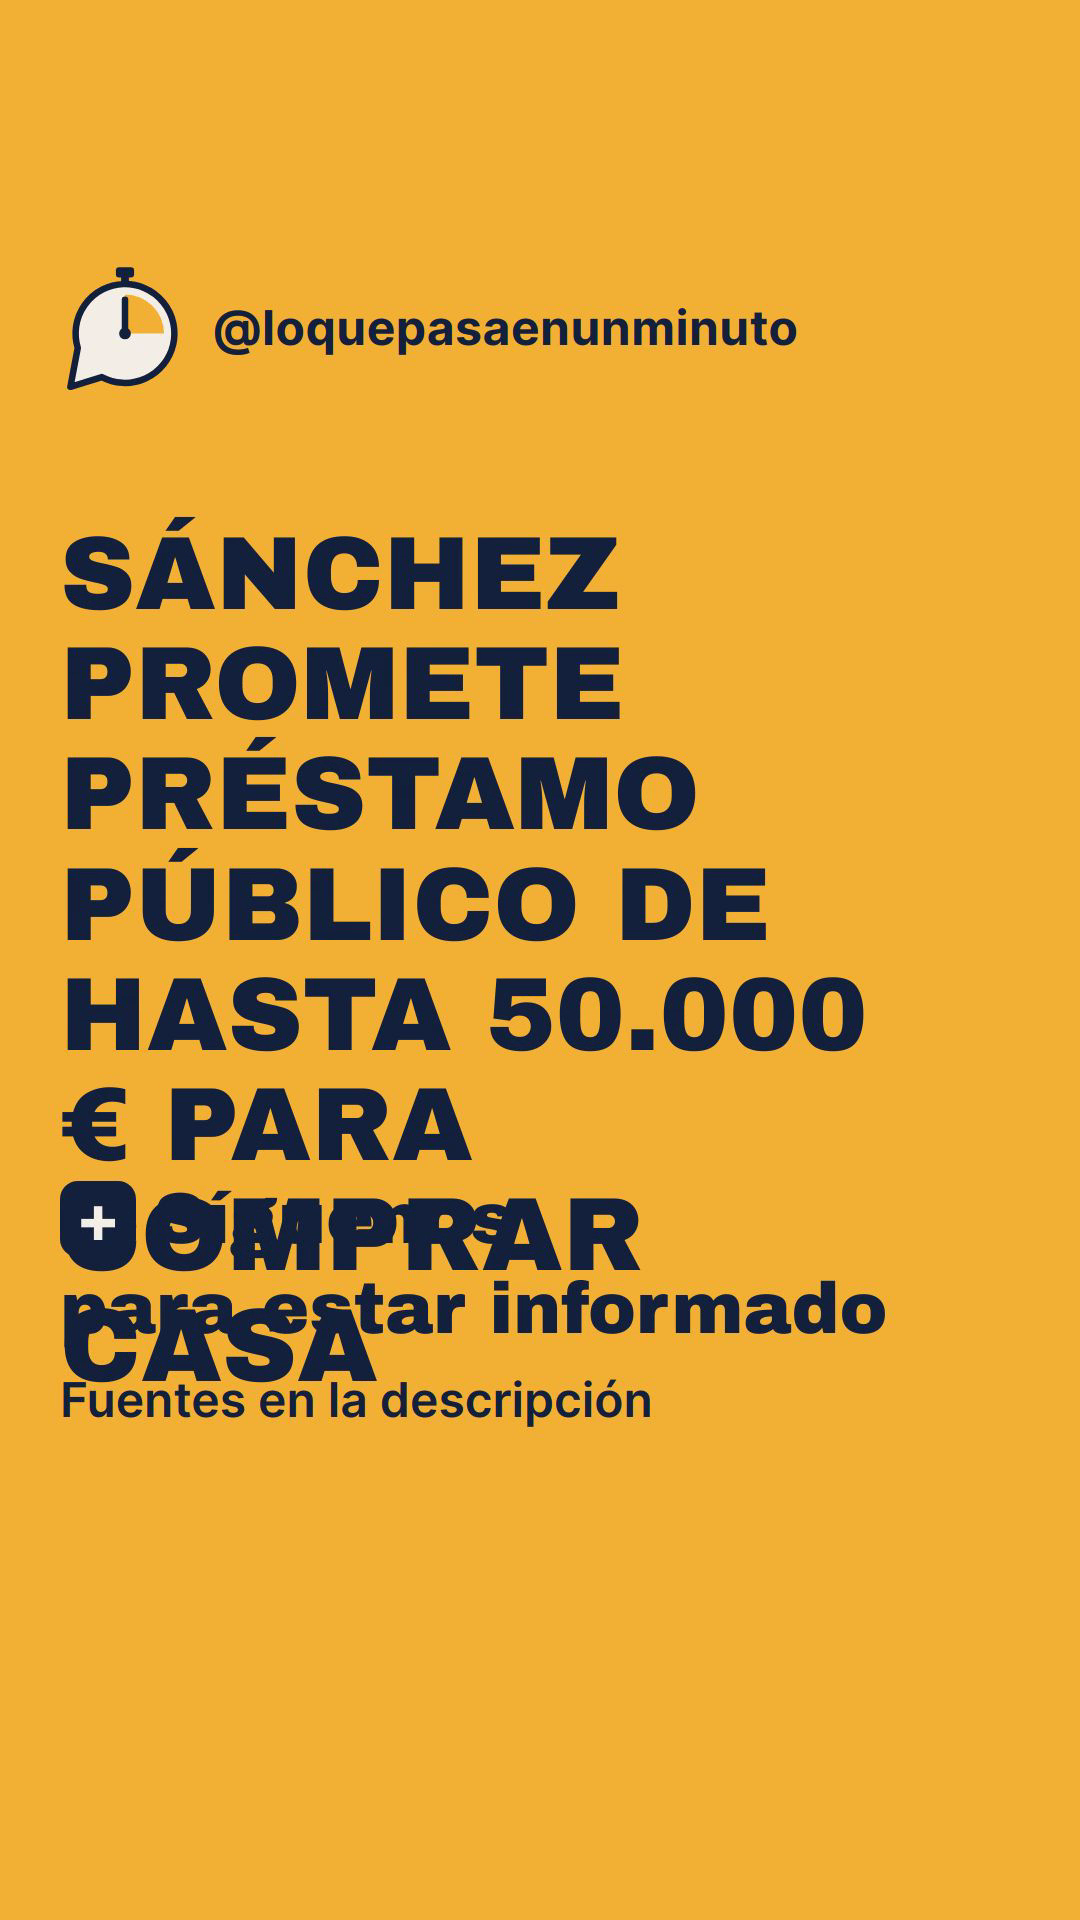 @loquepasaenunminuto
SÁNCHEZ
PROMETE
PRÉSTAMO
PÚBLICO DE
HASTA 50.000
€ PARA
COMPRAR
+ Síguenos
para estar informado
CASA
Fuentes en la descripción